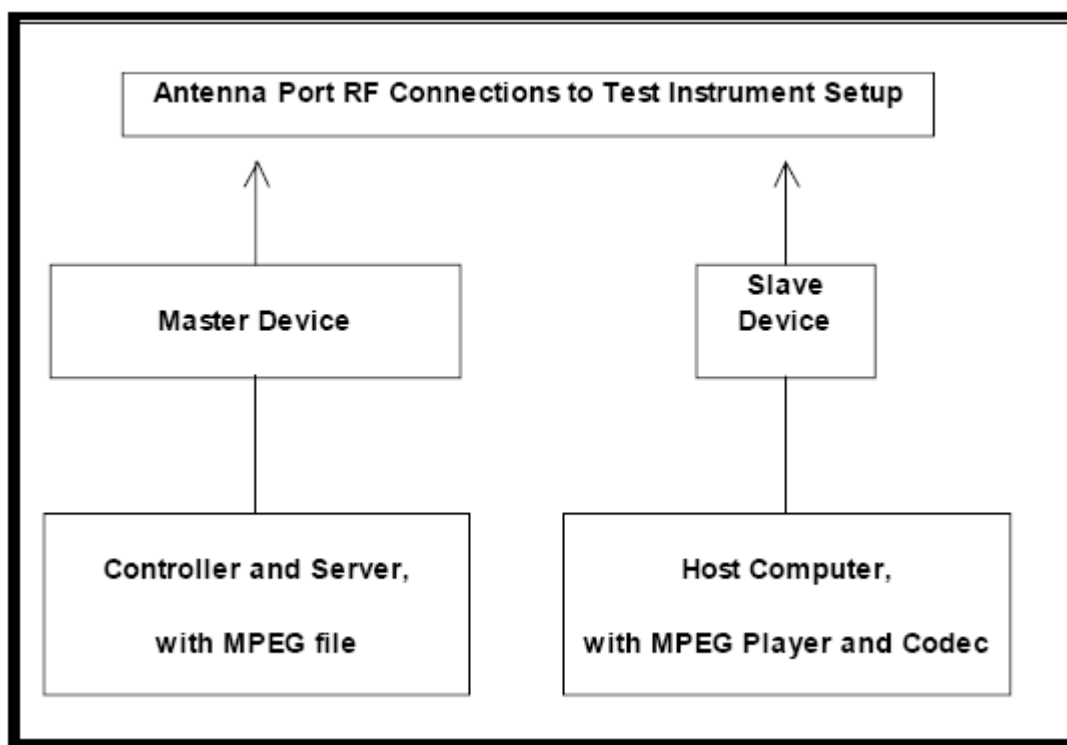 Antenna Port RF Connections to Test Instrument Setup
Master Device
Slave
Device
Controller and Server,
with MPEG file
Host Computer,
with MPEG Player and Codec